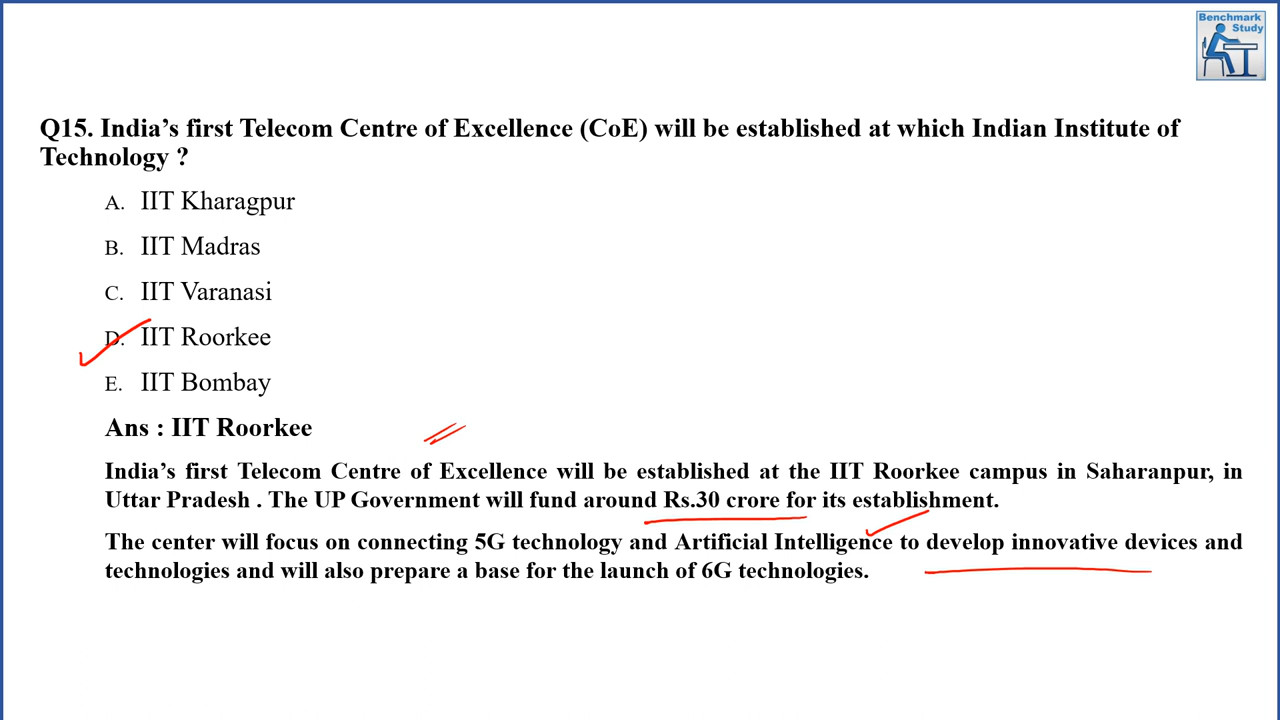 Benchmark
Study
Q15. India’s first Telecom Centre of Excellence (CoE) will be established at which Indian Institute of
Technology ?
A. IIT Kharagpur
B. IIT Madras
C. IIT Varanasi
D. IIT Roorkee
E. IIT Bombay
Ans : IIT Roorkee
India’s first Telecom Centre of Excellence will be established at the IIT Roorkee campus in Saharanpur, in
Uttar Pradesh . The UP Government will fund around Rs.30 crore for its establishment.
The center will focus on connecting 5G technology and Artificial Intelligence to develop innovative devices and
technologies and will also prepare a base for the launch of 6G technologies.